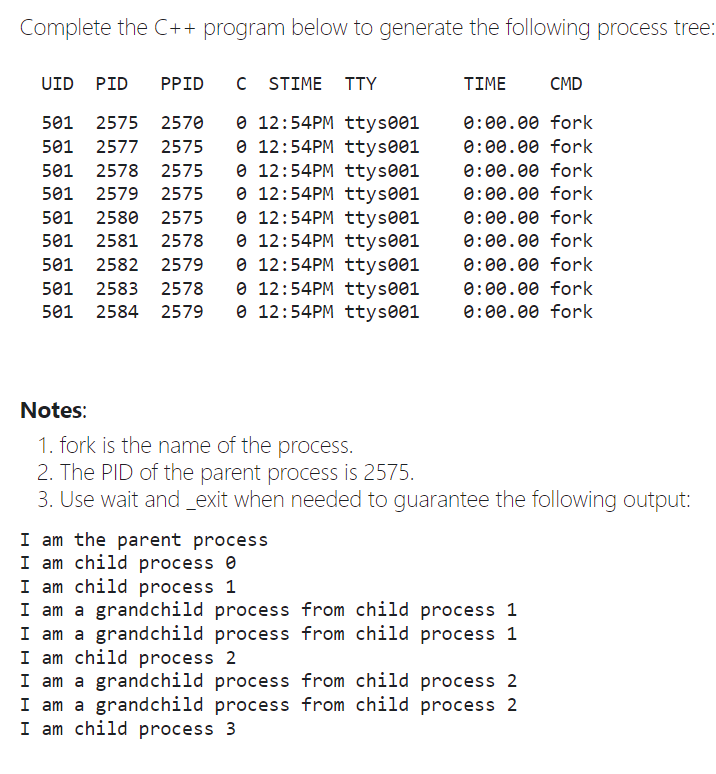 Complete the C++ program below to generate the following process tree:
UID PID PPID C STIME TTY TIME CMD
501 2575 2570 0 12:54PM ttys001 0:00.00 fork
501 2577 2575 0 12:54PM ttys001 0:00.00 fork
501 2578 2575 0 12:54PM ttys001 0:00.00 fork
501 2579 2575 0 12:54PM ttys001 0:00.00 fork
501 2580 2575 0 12:54PM ttys001 0:00.00 fork
501 2581 2578 0 12:54PM ttys001 0:00.00 fork
501 2582 2579 0 12:54PM ttys001 0:00.00 fork
501 2583 2578 0 12:54PM ttys001 0:00.00 fork
501 2584 2579 0 12:54PM ttys001 0:00.00 fork
Notes:
1. fork is the name of the process.
2. The PID of the parent process is 2575.
3. Use wait and _exit when needed to guarantee the following output:
I am the parent process
I am child process 0
I am child process 1
I am a grandchild process from child process 1
I am a grandchild process from child process 1
I am child process 2
I am a grandchild process from child process 2
I am a grandchild process from child process 2
I am child process 3